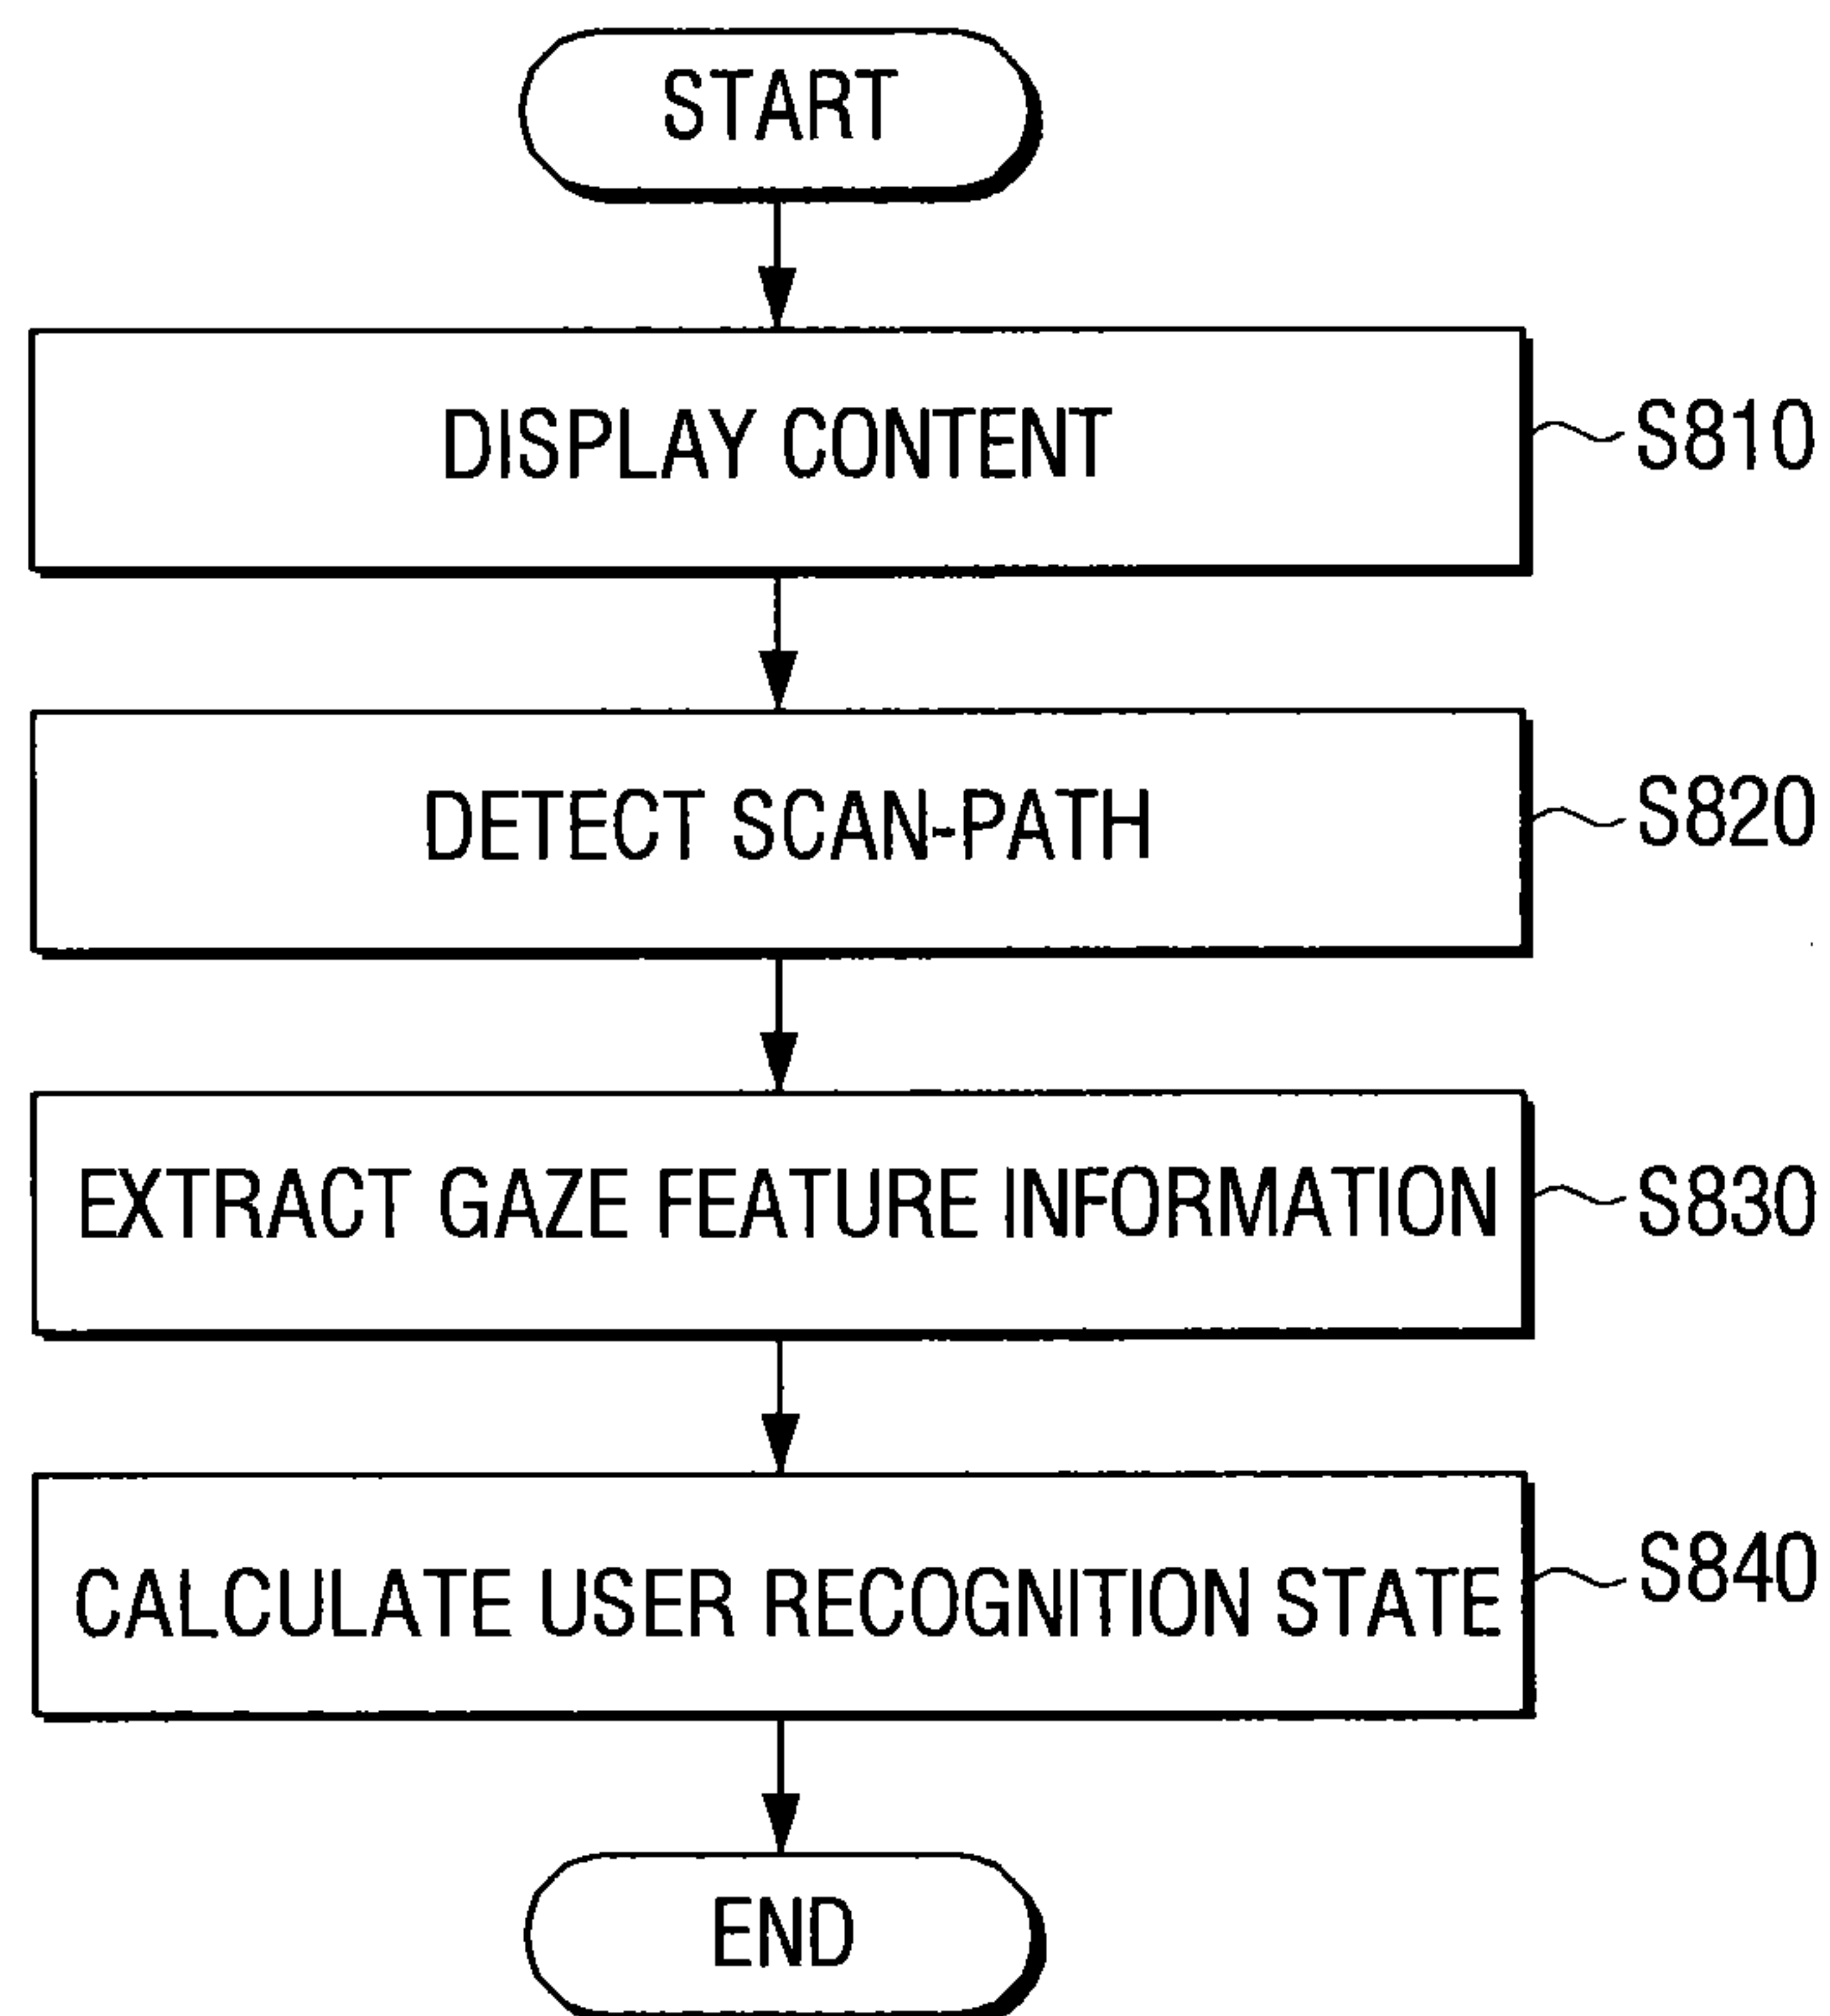 START
DISPLAY CONTENT
S810
DETECT SCAN-PATH
S820
EXTRACT GAZE FEATURE INFORMATION
S830
CALCULATE USER RECOGNITION STATE
S840
END